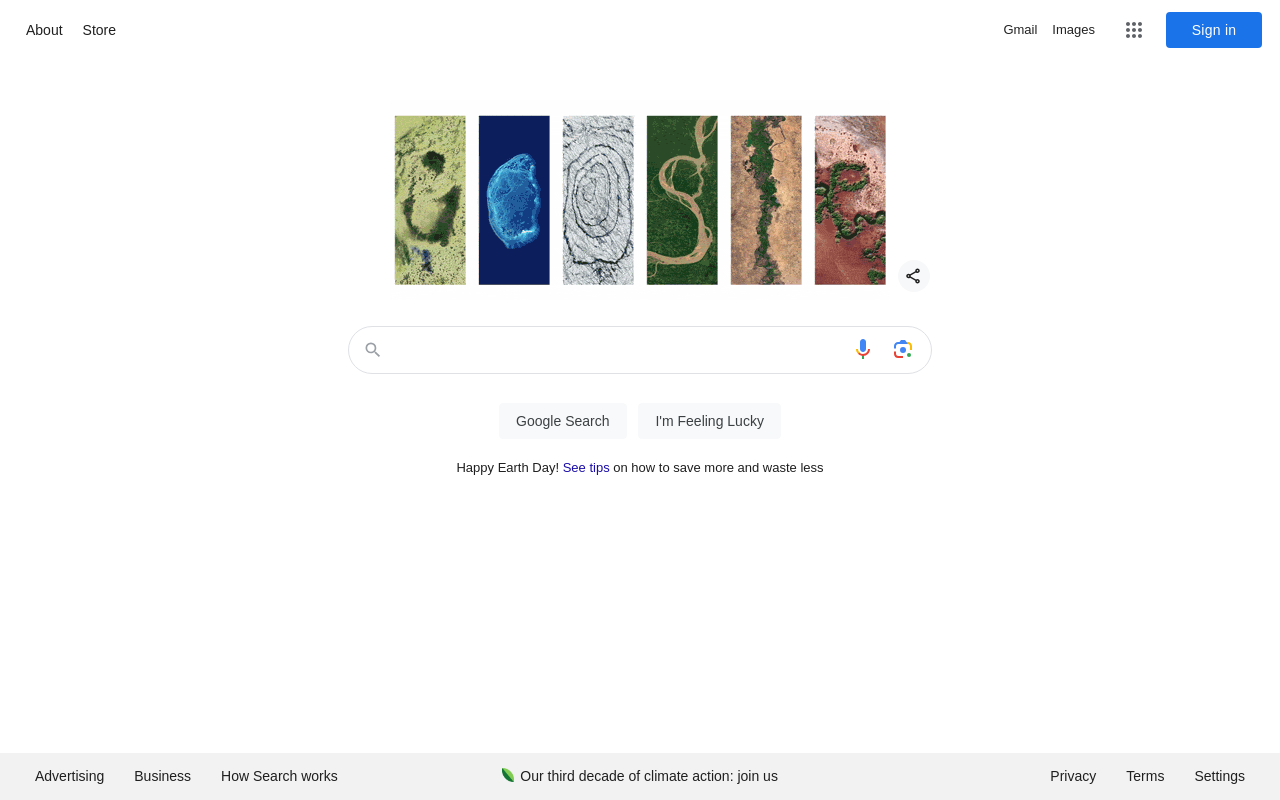 About Store Gmail Images Sign in
Google Search I'm Feeling Lucky
Happy Earth Day! See tips on how to save more and waste less
Advertising Business How Search works Our third decade of climate action: join us Privacy Terms Settings